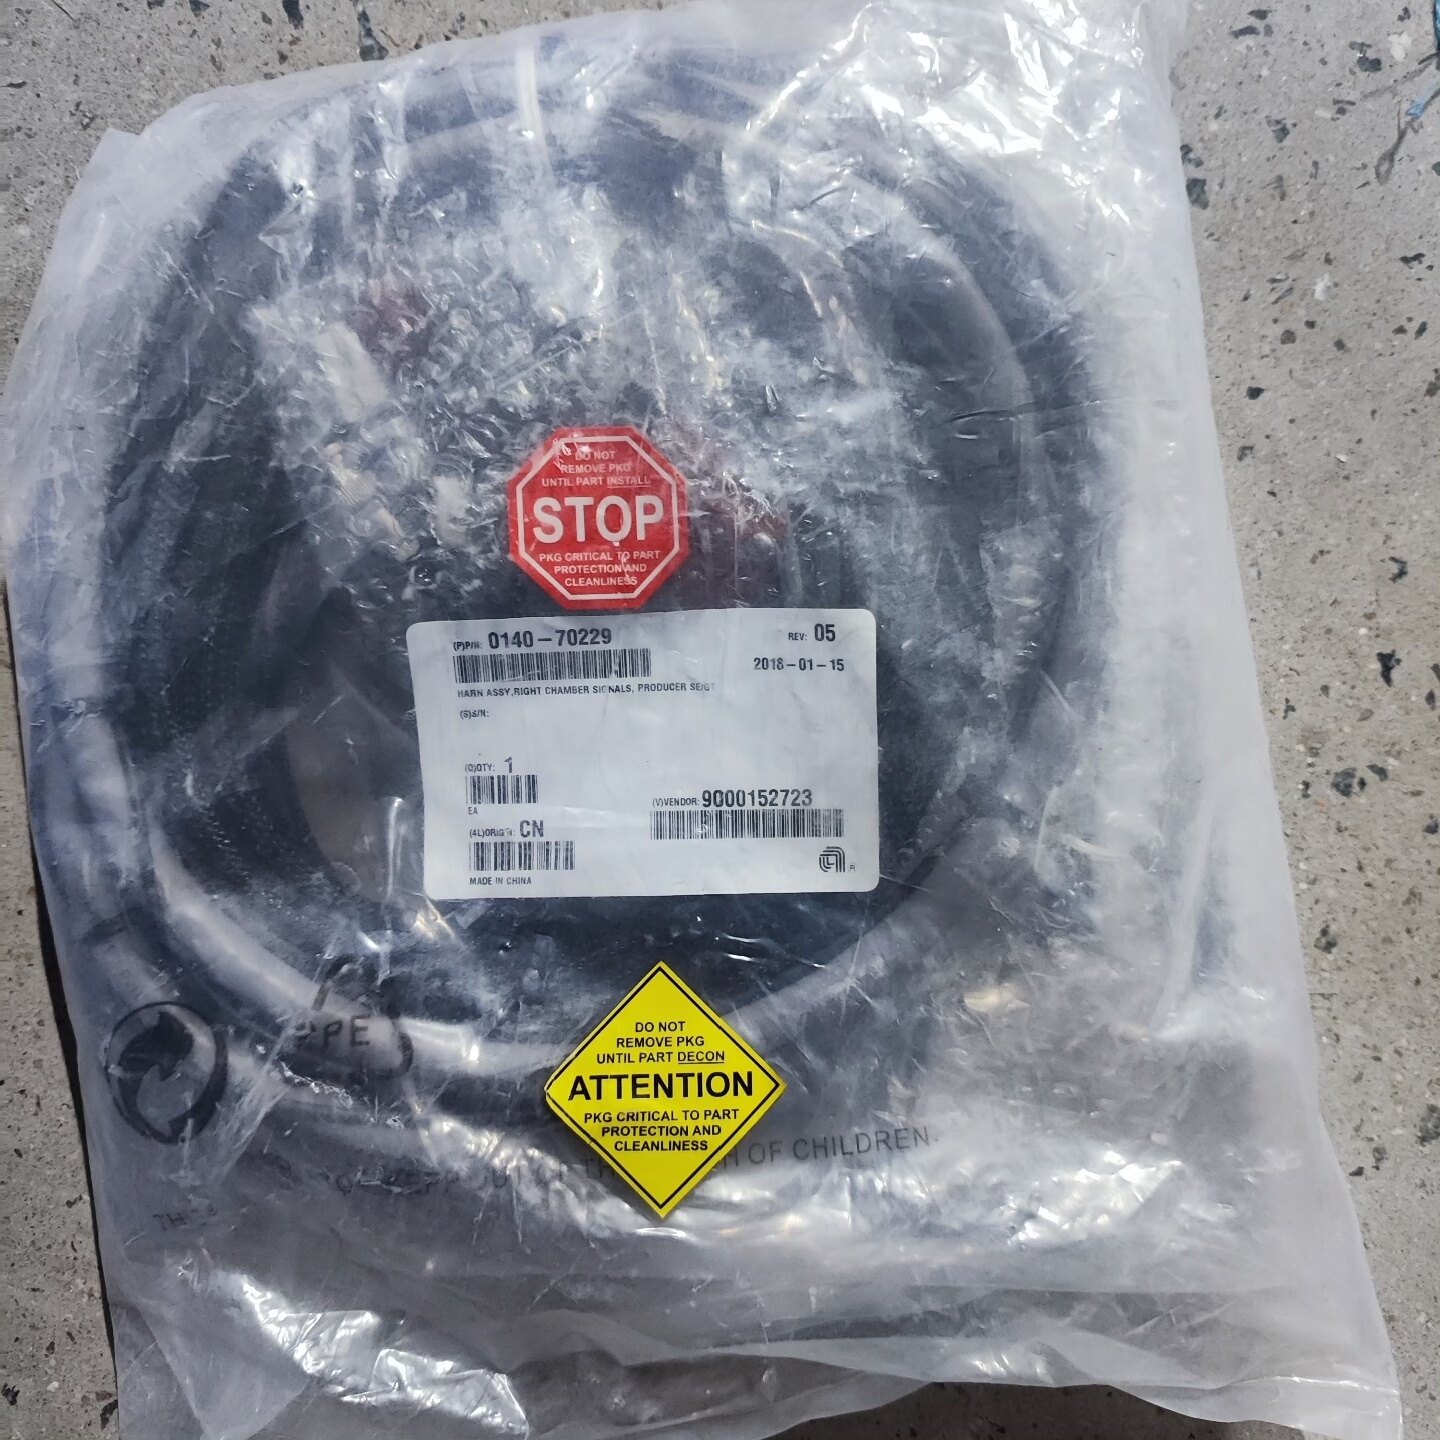 DO NOT
REMOVE PKG
UNTIL PART INSTALL
STOP
PKG CRITICAL TO PART
PROTECTION AND
CLEANLINESS
(P)P/N: 0140-70229
REV: 05
2018-01-15
HARN ASSY,RIGHT CHAMBER SIGNALS, PRODUCER SE/GT
(S)S/N:
(Q)QTY: 1
EA
(V)VENDOR: 9000152723
(4L)ORIGIN: CN
MADE IN CHINA
PE
DO NOT
REMOVE PKG
UNTIL PART DECON
ATTENTION
PKG CRITICAL TO PART
PROTECTION AND
CLEANLINESS
OF CHILDREN.